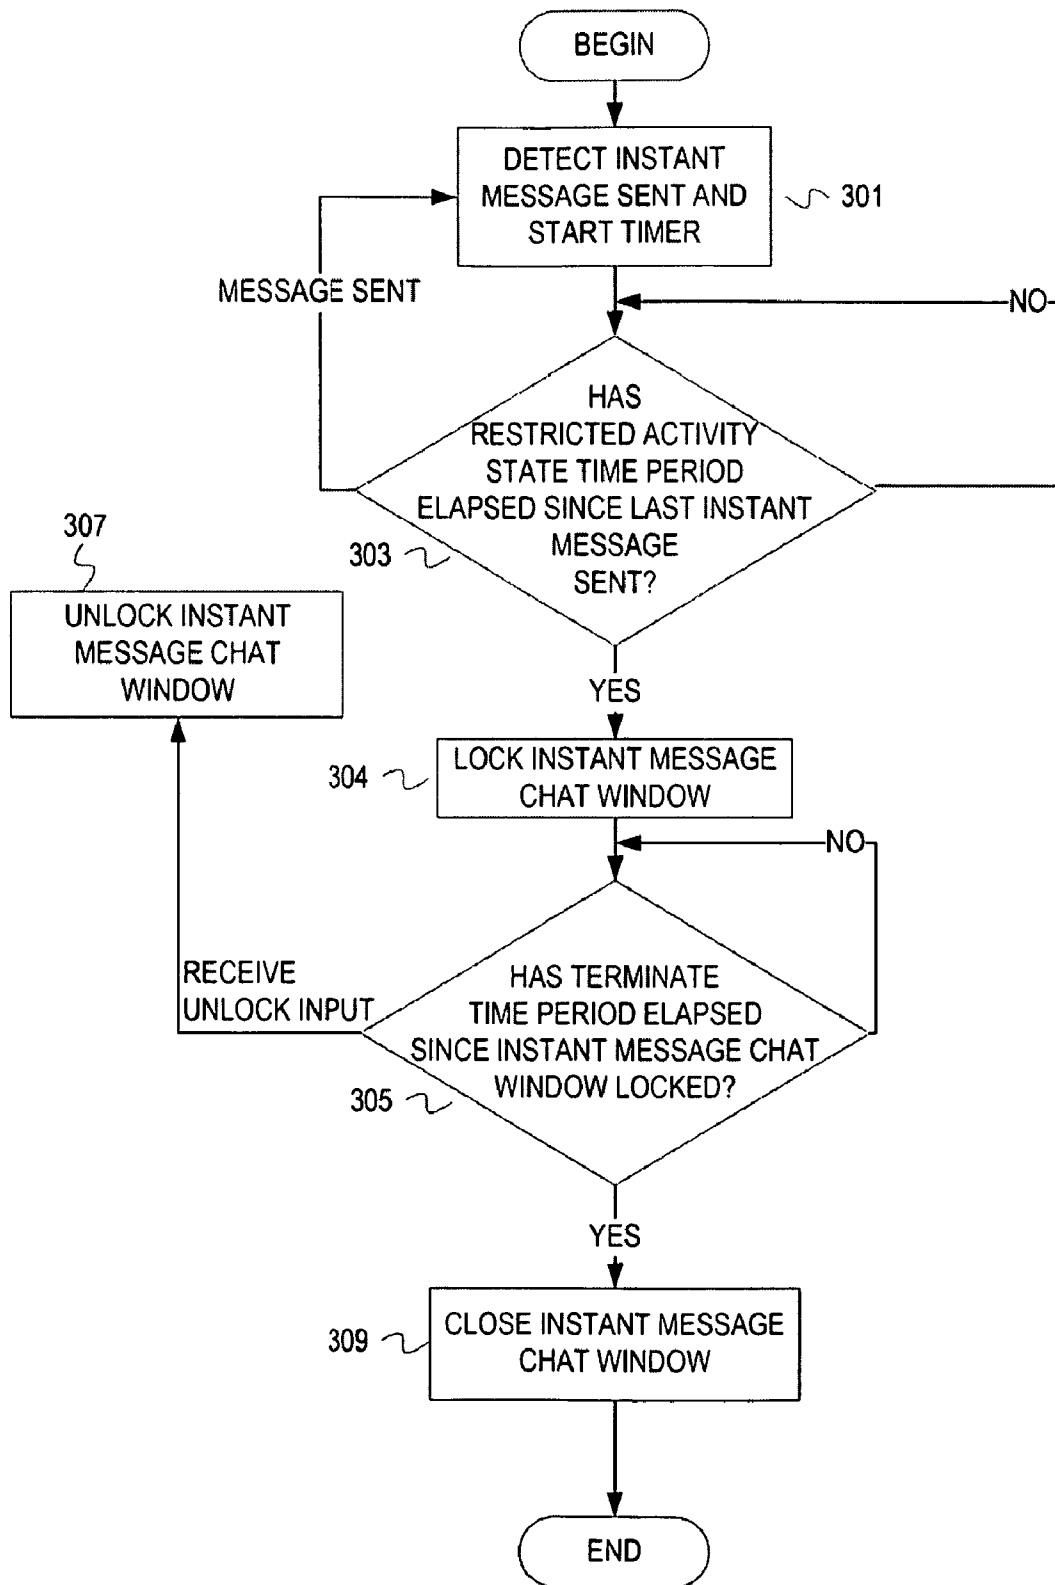 BEGIN
DETECT INSTANT
MESSAGE SENT AND
START TIMER
301
MESSAGE SENT
NO
HAS
RESTRICTED ACTIVITY
STATE TIME PERIOD
ELAPSED SINCE LAST INSTANT
MESSAGE
SENT?
303
307
UNLOCK INSTANT
MESSAGE CHAT
WINDOW
YES
304
LOCK INSTANT MESSAGE
CHAT WINDOW
NO
RECEIVE
UNLOCK INPUT
HAS TERMINATE
TIME PERIOD ELAPSED
SINCE INSTANT MESSAGE CHAT
WINDOW LOCKED?
305
YES
309
CLOSE INSTANT MESSAGE
CHAT WINDOW
END